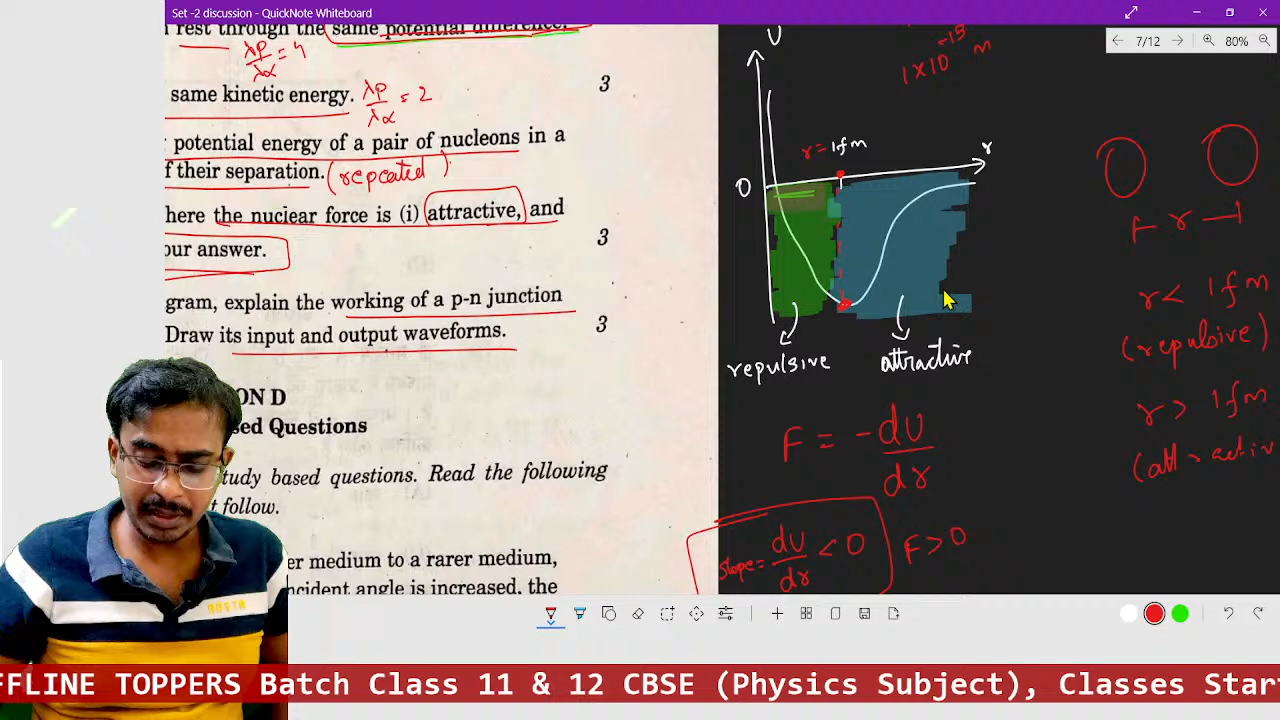 Set -2 discussion - QuickNote Whiteboard
7/12
80%
rest through the same potential difference.
λp/λα = 4
same kinetic energy. λp/λα = 2
3
potential energy of a pair of nucleons in a
f their separation. (repeated)
here the nuclear force is (i) attractive, and
our answer.
3
gram, explain the working of a p-n junction
Draw its input and output waveforms.
3
ON D
sed Questions
tudy based questions. Read the following
t follow.
er medium to a rarer medium,
ncident angle is increased, the
U
1×10^-15 m
r = 1fm
r
0
repulsive
attractive
F = -dU/dr
slope = dU/dr < 0
F > 0
r
r < 1fm
(repulsive)
r > 1fm
(attractiv
FFLINE TOPPERS Batch Class 11 & 12 CBSE (Physics Subject), Classes Start